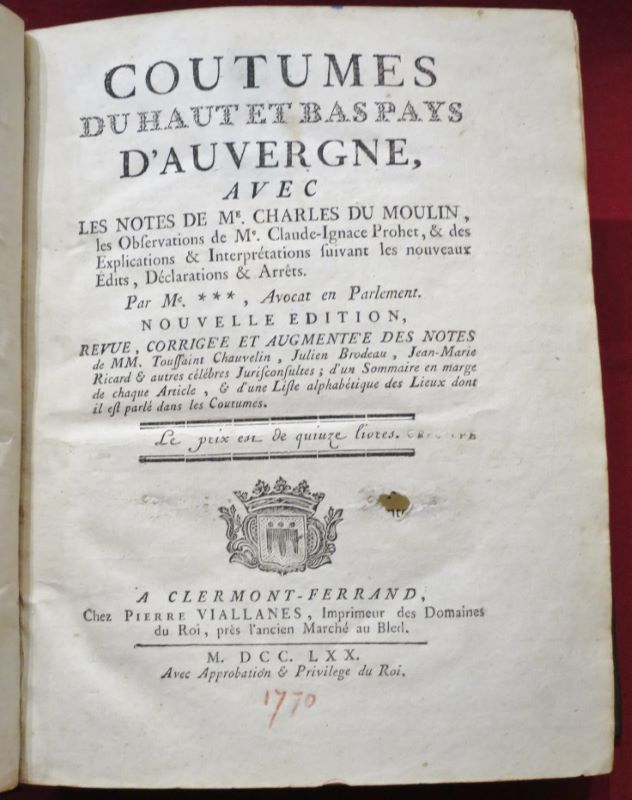 COUTUMES
DU HAUT ET BAS PAYS
D'AUVERGNE,
AVEC
LES NOTES DE Mᴱ. CHARLES DU MOULIN,
les Obſervations de Mᵉ. Claude-Ignace Prohet, & des
Explications & Interprétations ſuivant les nouveaux
Édits, Déclarations & Arrêts.
Par Mᵉ. ***, Avocat en Parlement.
NOUVELLE EDITION,
REVUE, CORRIGÉE ET AUGMENTÉE DES NOTES
de MM. Touſſaint Chauvelin, Julien Brodeau, Jean-Marie
Ricard & autres célébres Juriſconſultes ; d'un Sommaire en marge
de chaque Article, & d'une Liſte alphabétique des Lieux dont
il eſt parlé dans les Coutumes.
Le prix est de quinze livres.
A CLERMONT-FERRAND,
Chez PIERRE VIALLANES, Imprimeur des Domaines
du Roi, près l'ancien Marché au Bled.
M. DCC. LXX.
Avec Approbation & Privilege du Roi.
1770